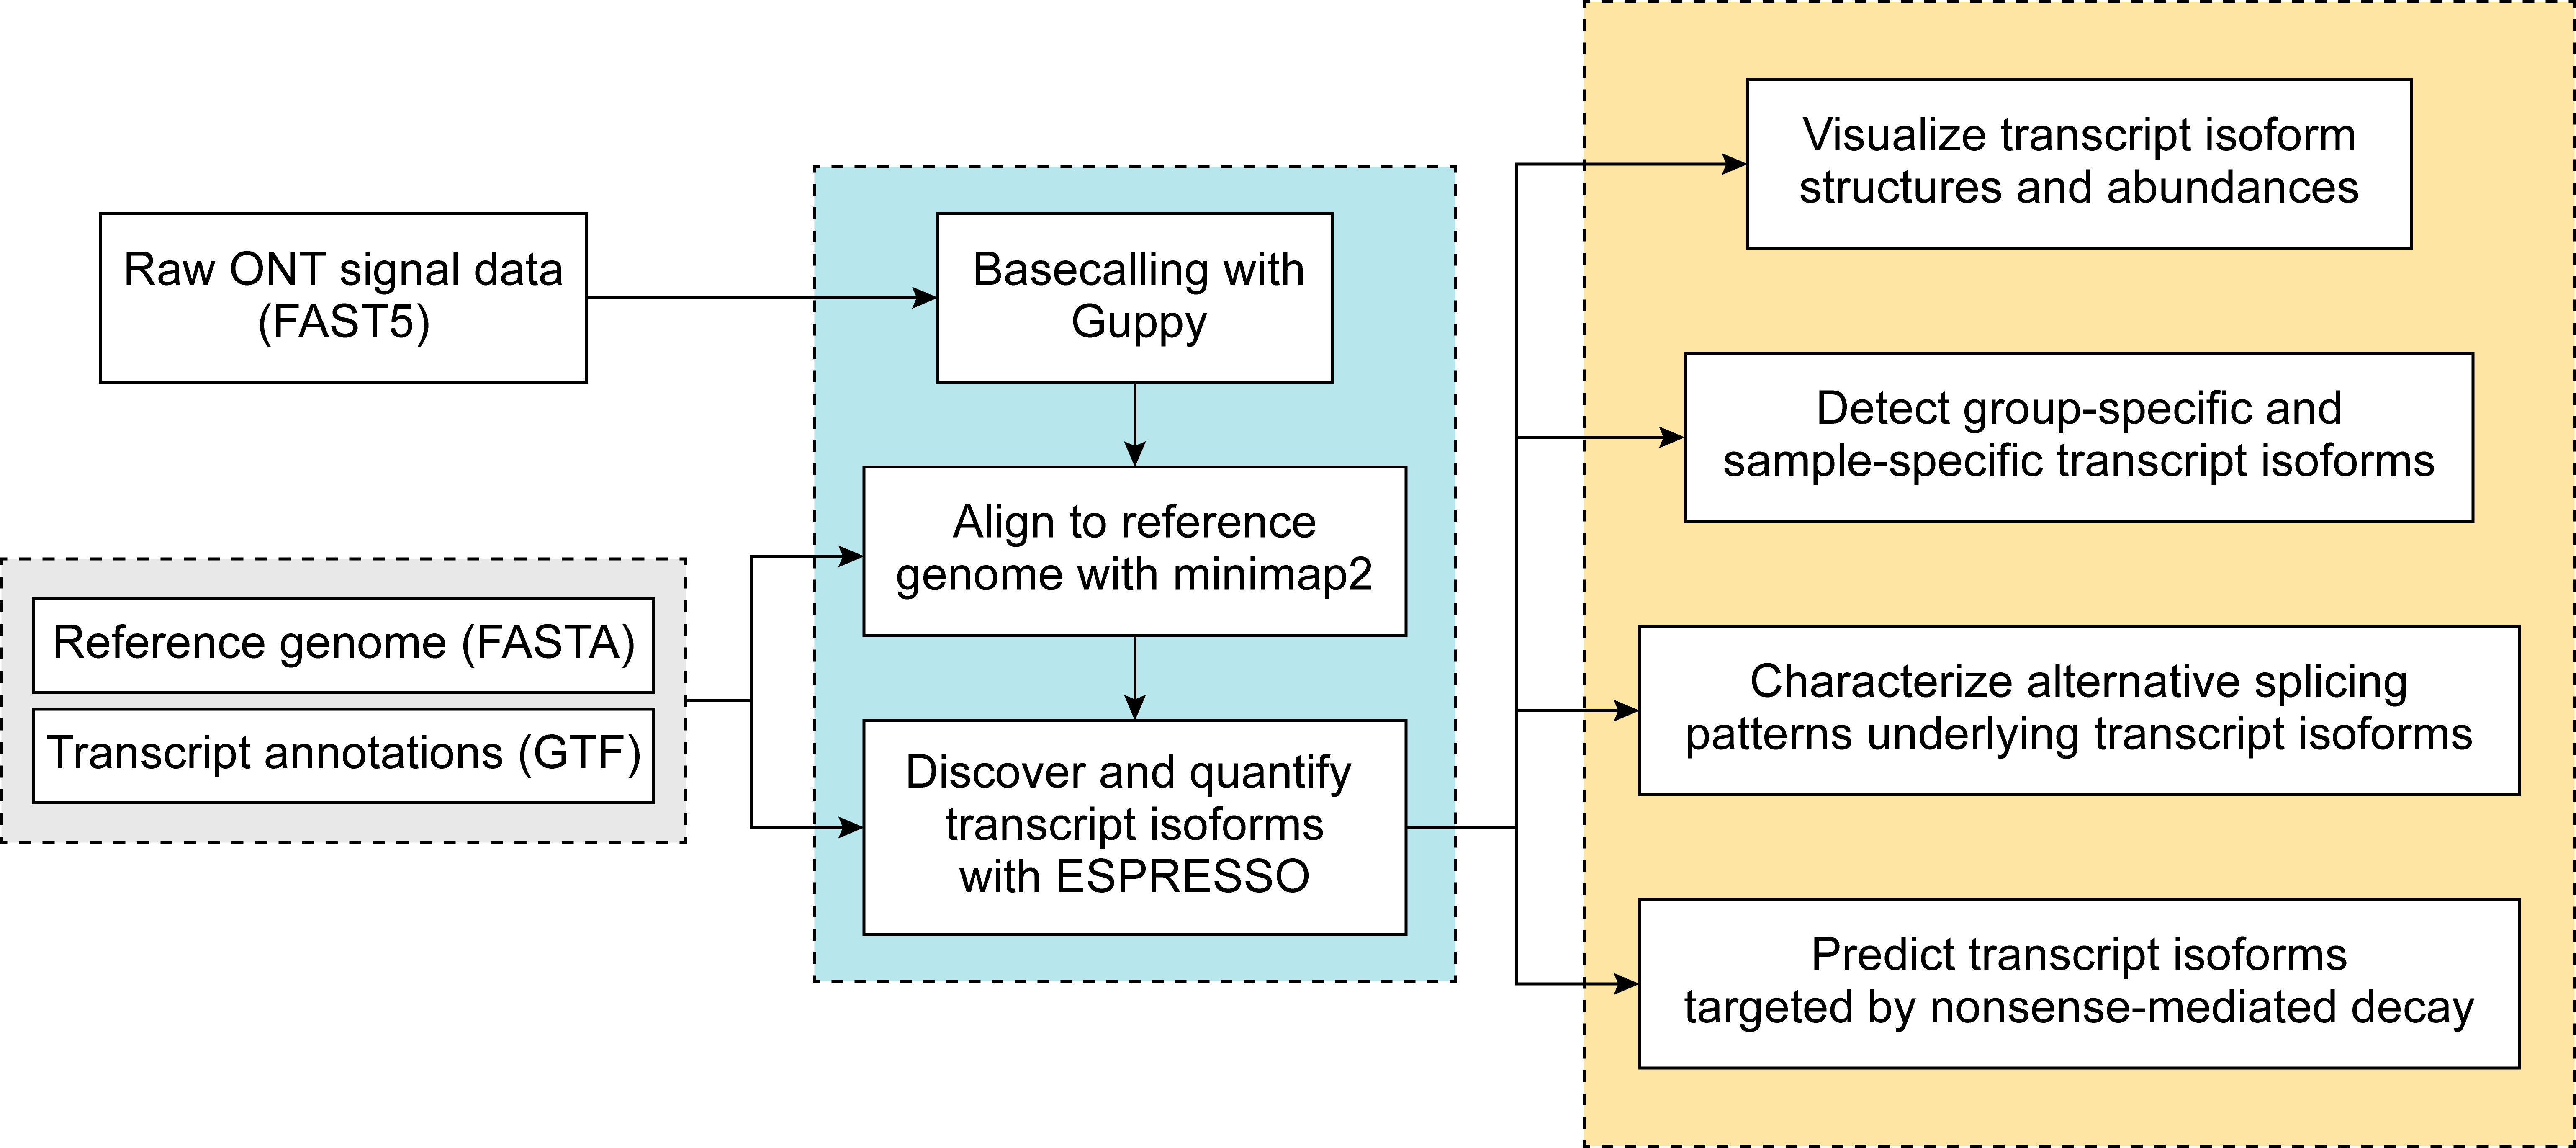 Raw ONT signal data
(FAST5)
Reference genome (FASTA)
Transcript annotations (GTF)
Basecalling with
Guppy
Align to reference
genome with minimap2
Discover and quantify
transcript isoforms
with ESPRESSO
Visualize transcript isoform
structures and abundances
Detect group-specific and
sample-specific transcript isoforms
Characterize alternative splicing
patterns underlying transcript isoforms
Predict transcript isoforms
targeted by nonsense-mediated decay